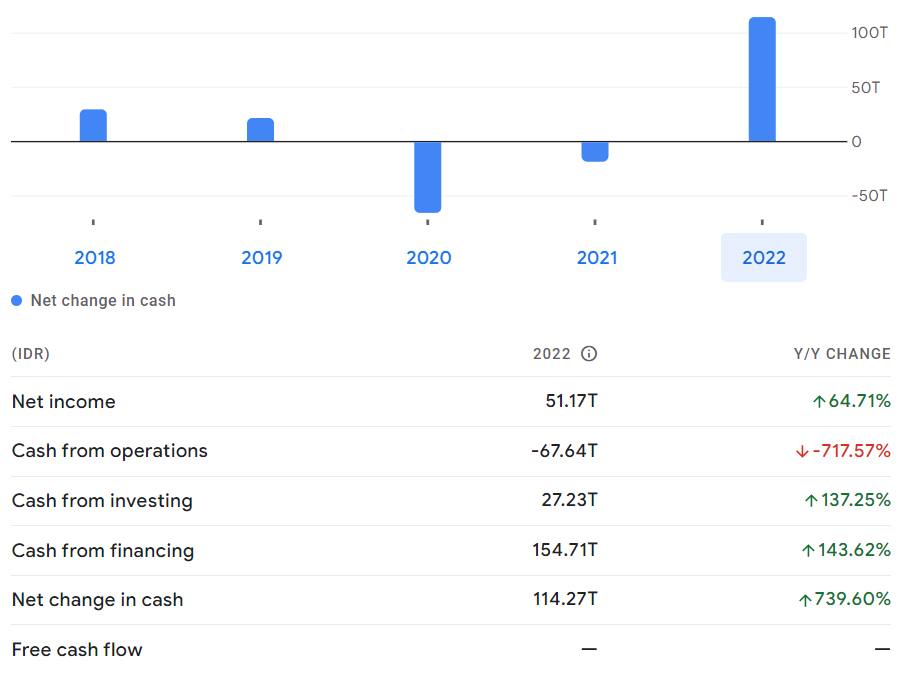 100T
50T
0
-50T
2018 2019 2020 2021 2022
Net change in cash
(IDR) 2022 Y/Y CHANGE
Net income 51.17T ↑64.71%
Cash from operations -67.64T ↓-717.57%
Cash from investing 27.23T ↑137.25%
Cash from financing 154.71T ↑143.62%
Net change in cash 114.27T ↑739.60%
Free cash flow — —